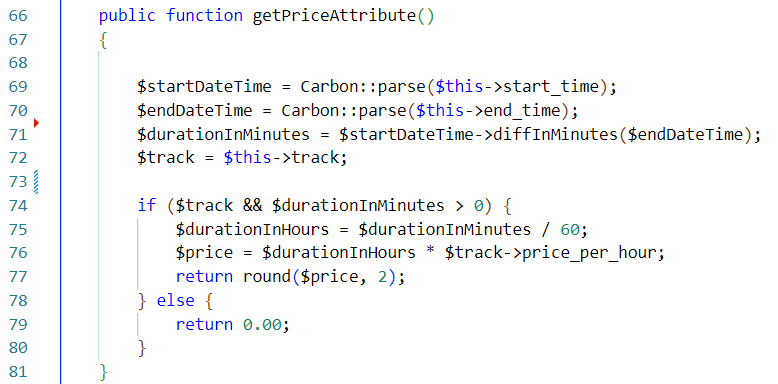 66 public function getPriceAttribute()
67 {
68
69 $startDateTime = Carbon::parse($this->start_time);
70 $endDateTime = Carbon::parse($this->end_time);
71 $durationInMinutes = $startDateTime->diffInMinutes($endDateTime);
72 $track = $this->track;
73
74 if ($track && $durationInMinutes > 0) {
75 $durationInHours = $durationInMinutes / 60;
76 $price = $durationInHours * $track->price_per_hour;
77 return round($price, 2);
78 } else {
79 return 0.00;
80 }
81 }